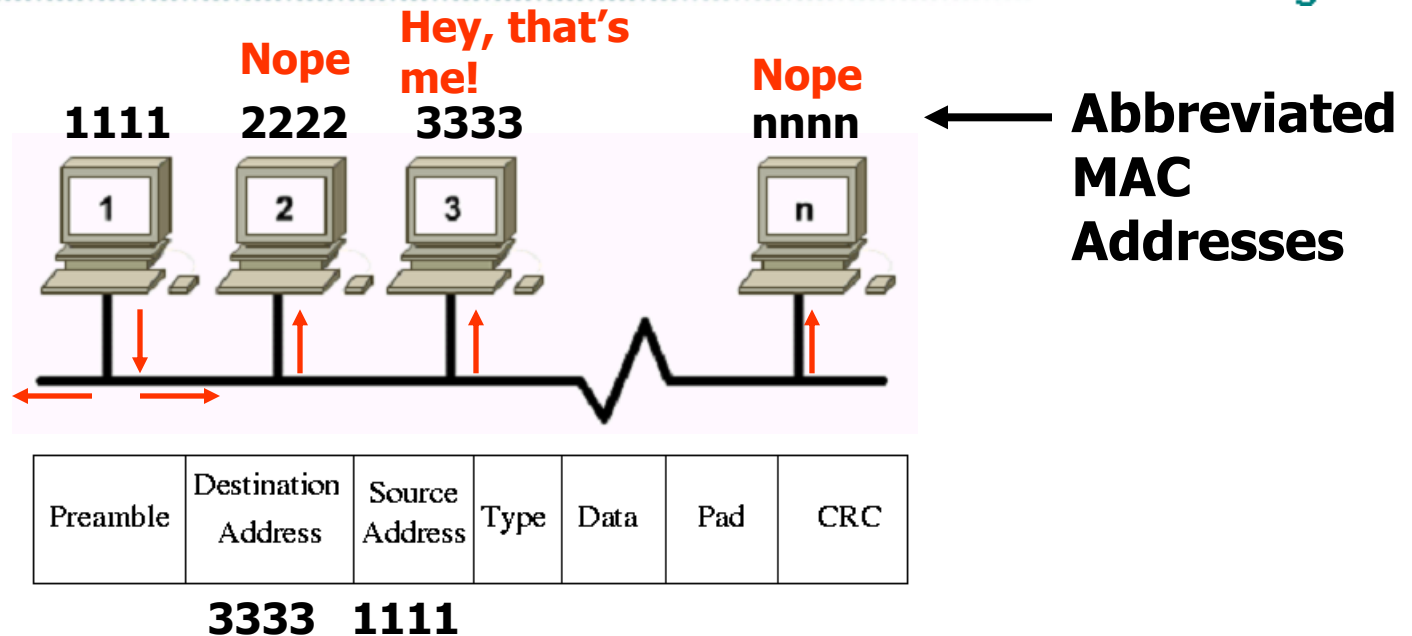 Hey, that’s
Nope
me!
Nope
1111
2222
3333
nnnn
Abbreviated
MAC
Addresses
1
2
3
n
Preamble
Destination
Address
Source
Address
Type
Data
Pad
CRC
3333
1111